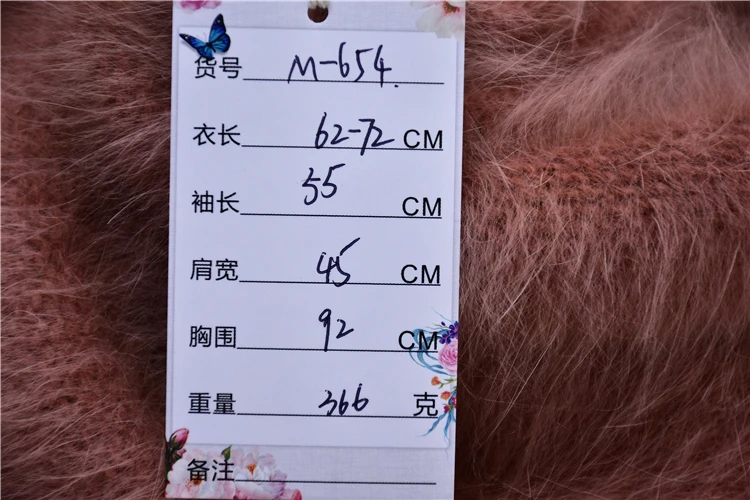 货号 M-654.
衣长 62-72 CM
袖长 55 CM
肩宽 45 CM
胸围 92 CM
重量 366 克
备注